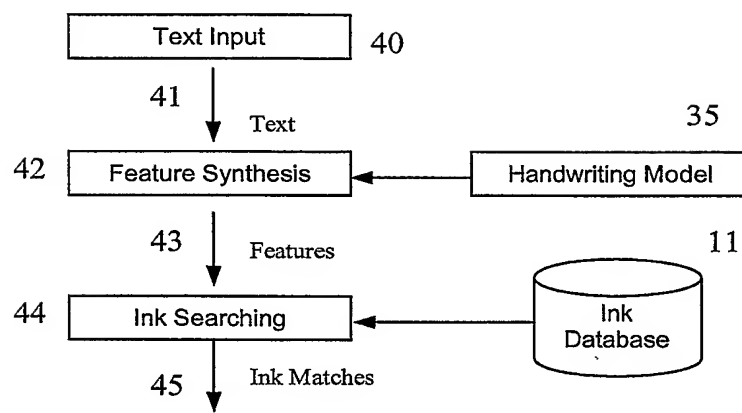 Text Input 40
41 Text
35
42 Feature Synthesis Handwriting Model
43 Features
11
44 Ink Searching Ink
Database
45 Ink Matches